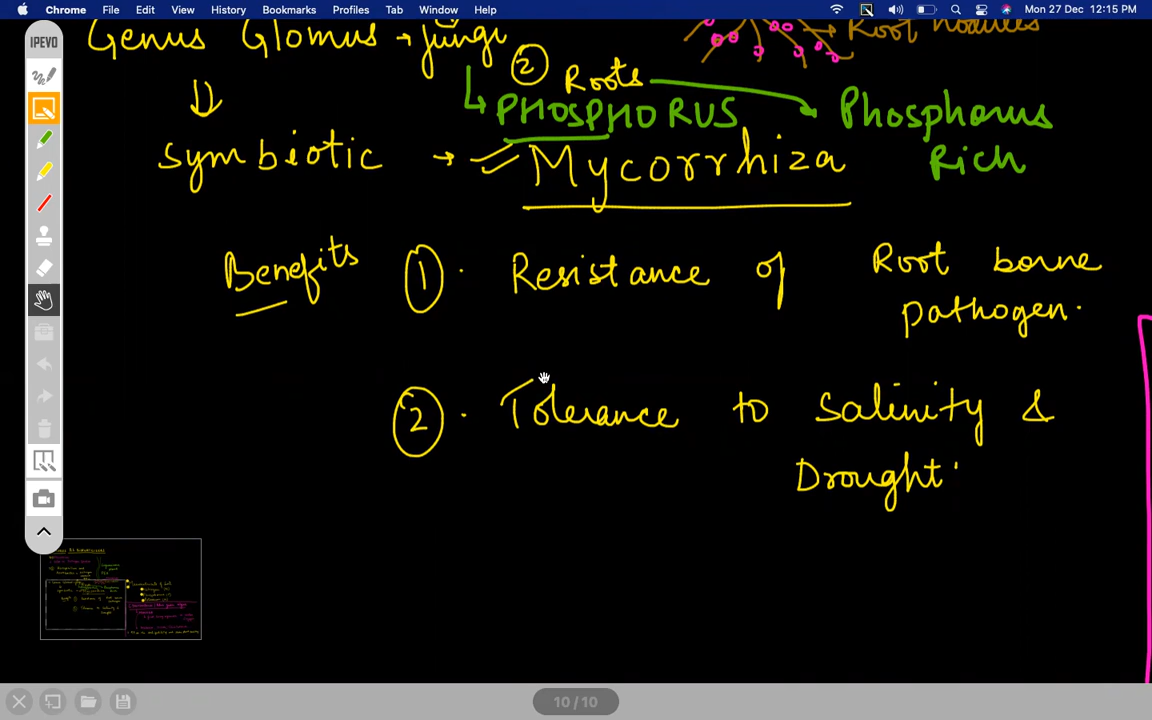 Chrome File Edit View History Bookmarks Profiles Tab Window Help Mon 27 Dec 12:15 PM
IPEVO
Genus Glomus → fungi
Root nodules
② Roots
PHOSPHORUS
Phosphorus
Rich
symbiotic → Mycorrhiza
Benefits ① · Resistance of Root borne
pathogen.
② · Tolerance to Salinity &
Drought
10 / 10